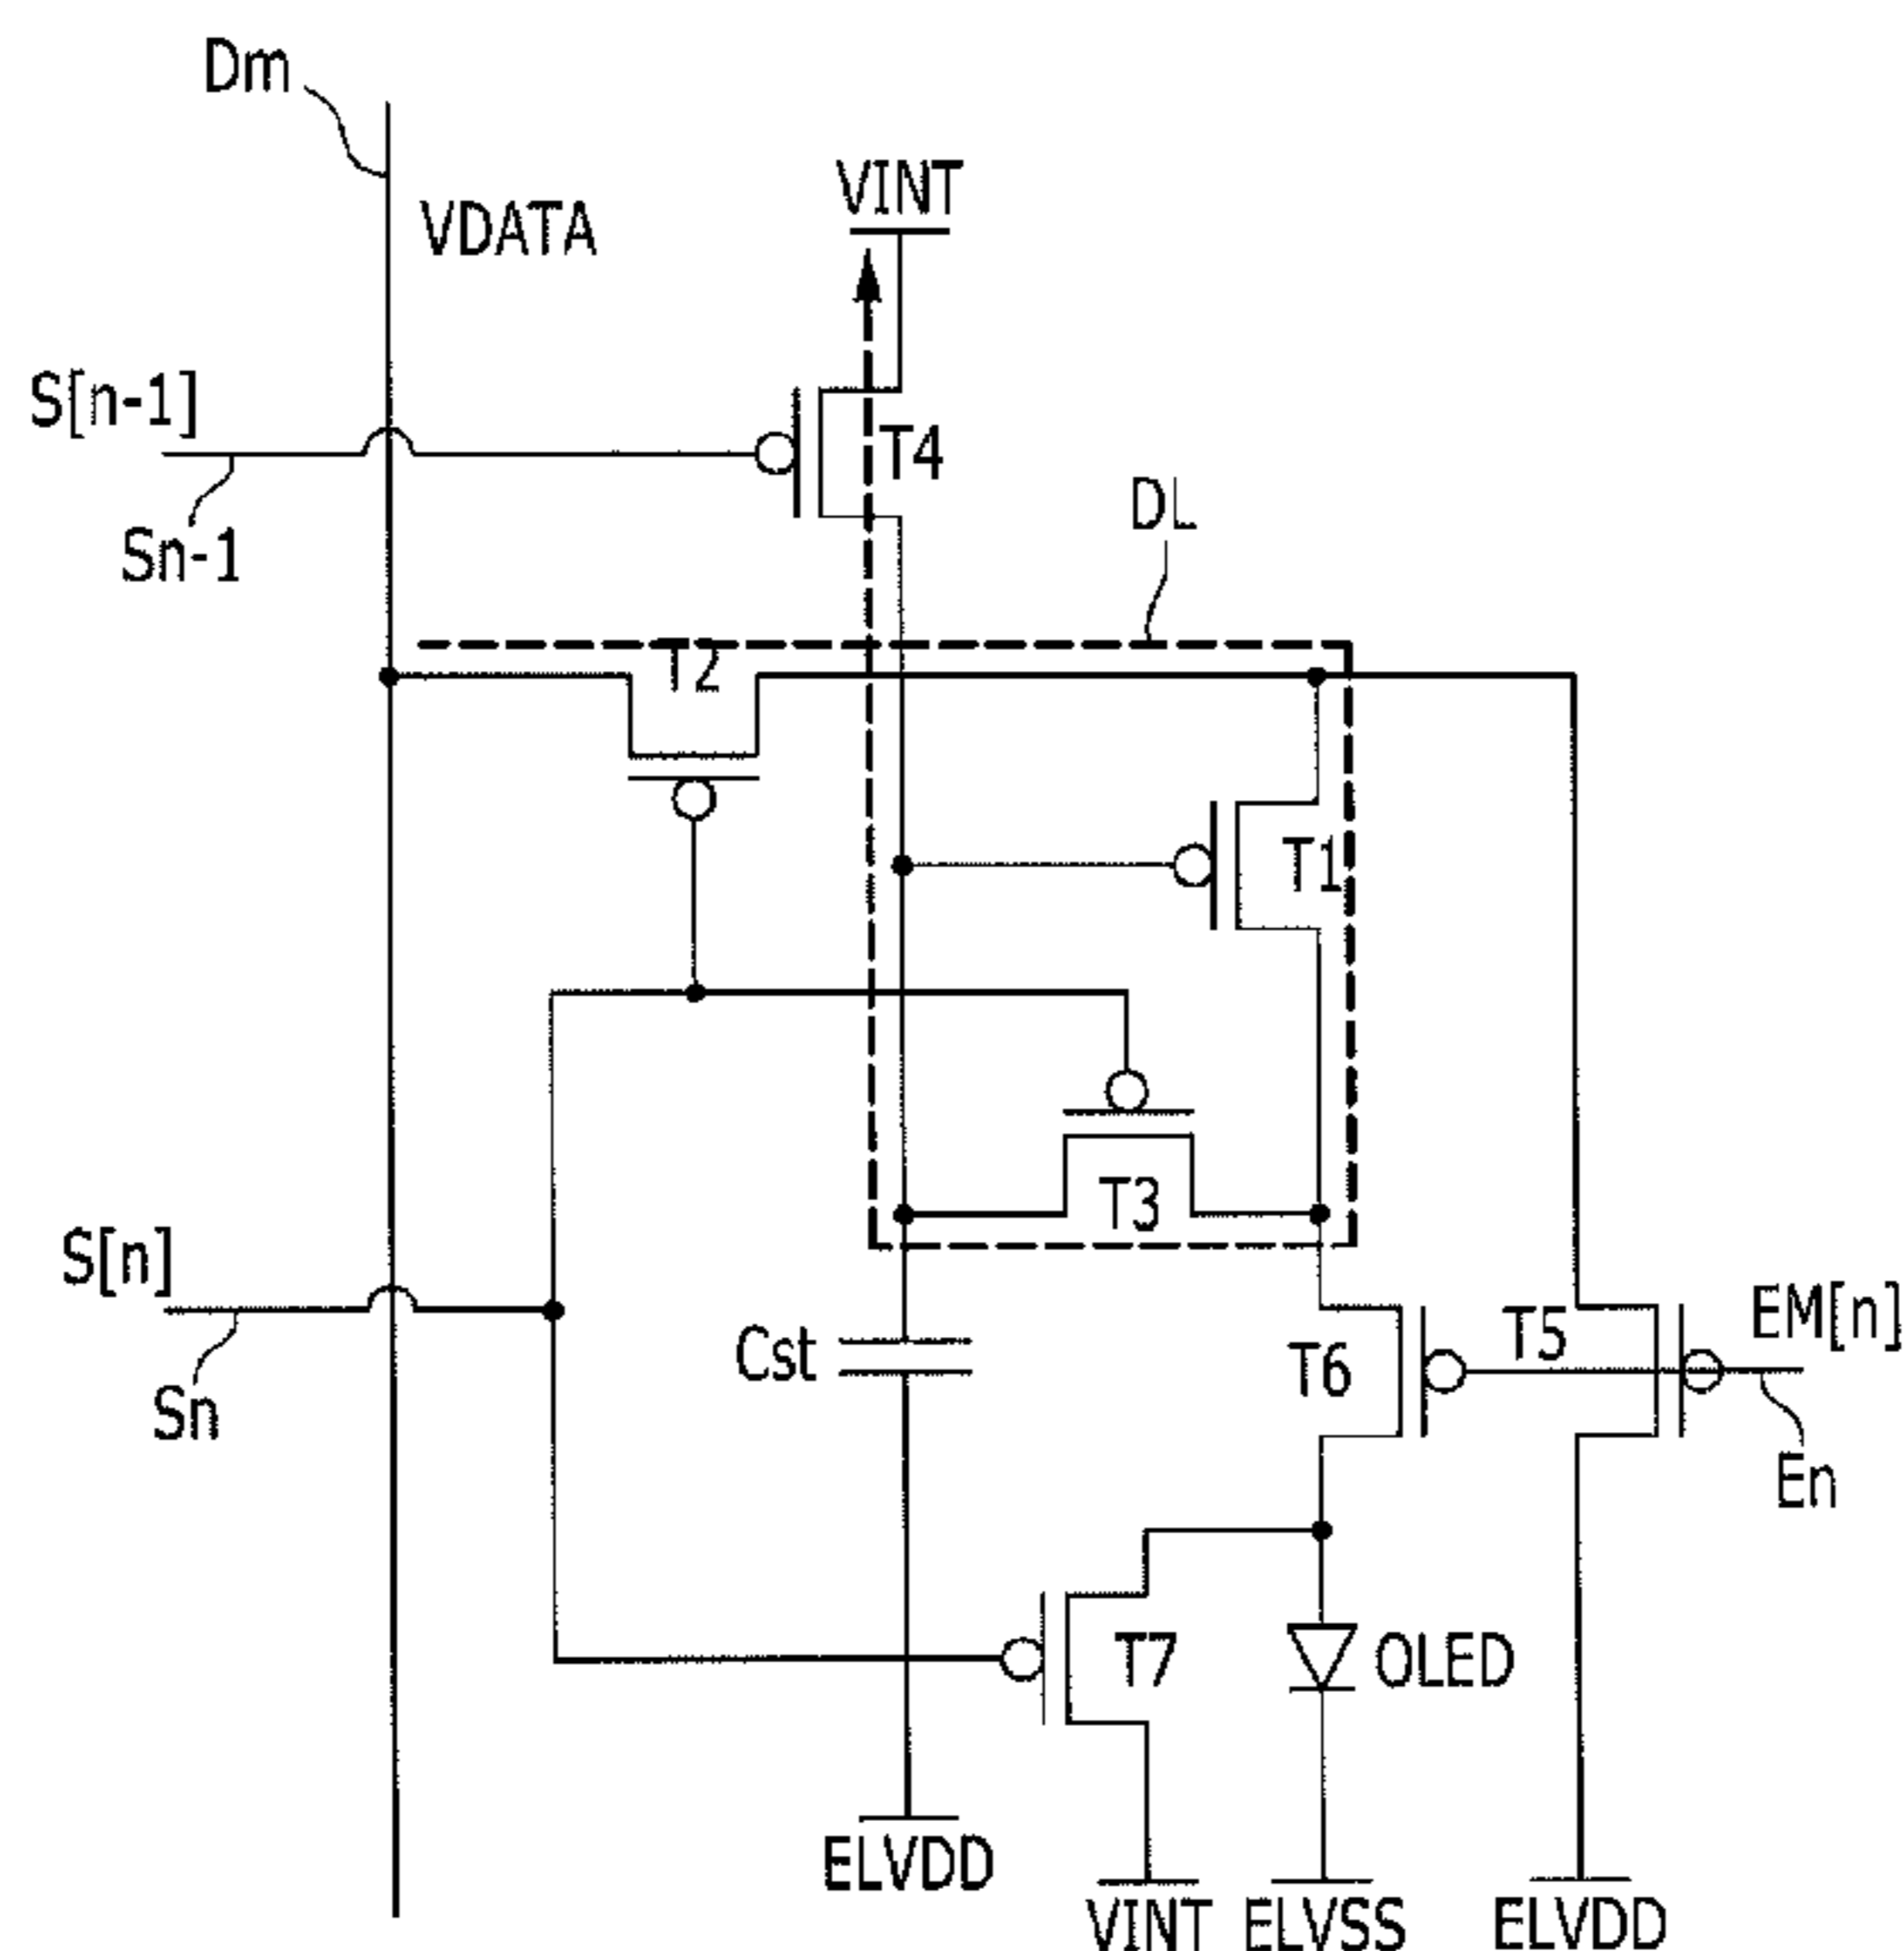 Dm
VINT
VDATA
S[n-1]
T4
DL
Sn-1
T2
T1
T3
S[n]
EM[n]
T5
Cst
T6
Sn
En
T7
OLED
ELVDD
VINT
ELVSS
ELVDD